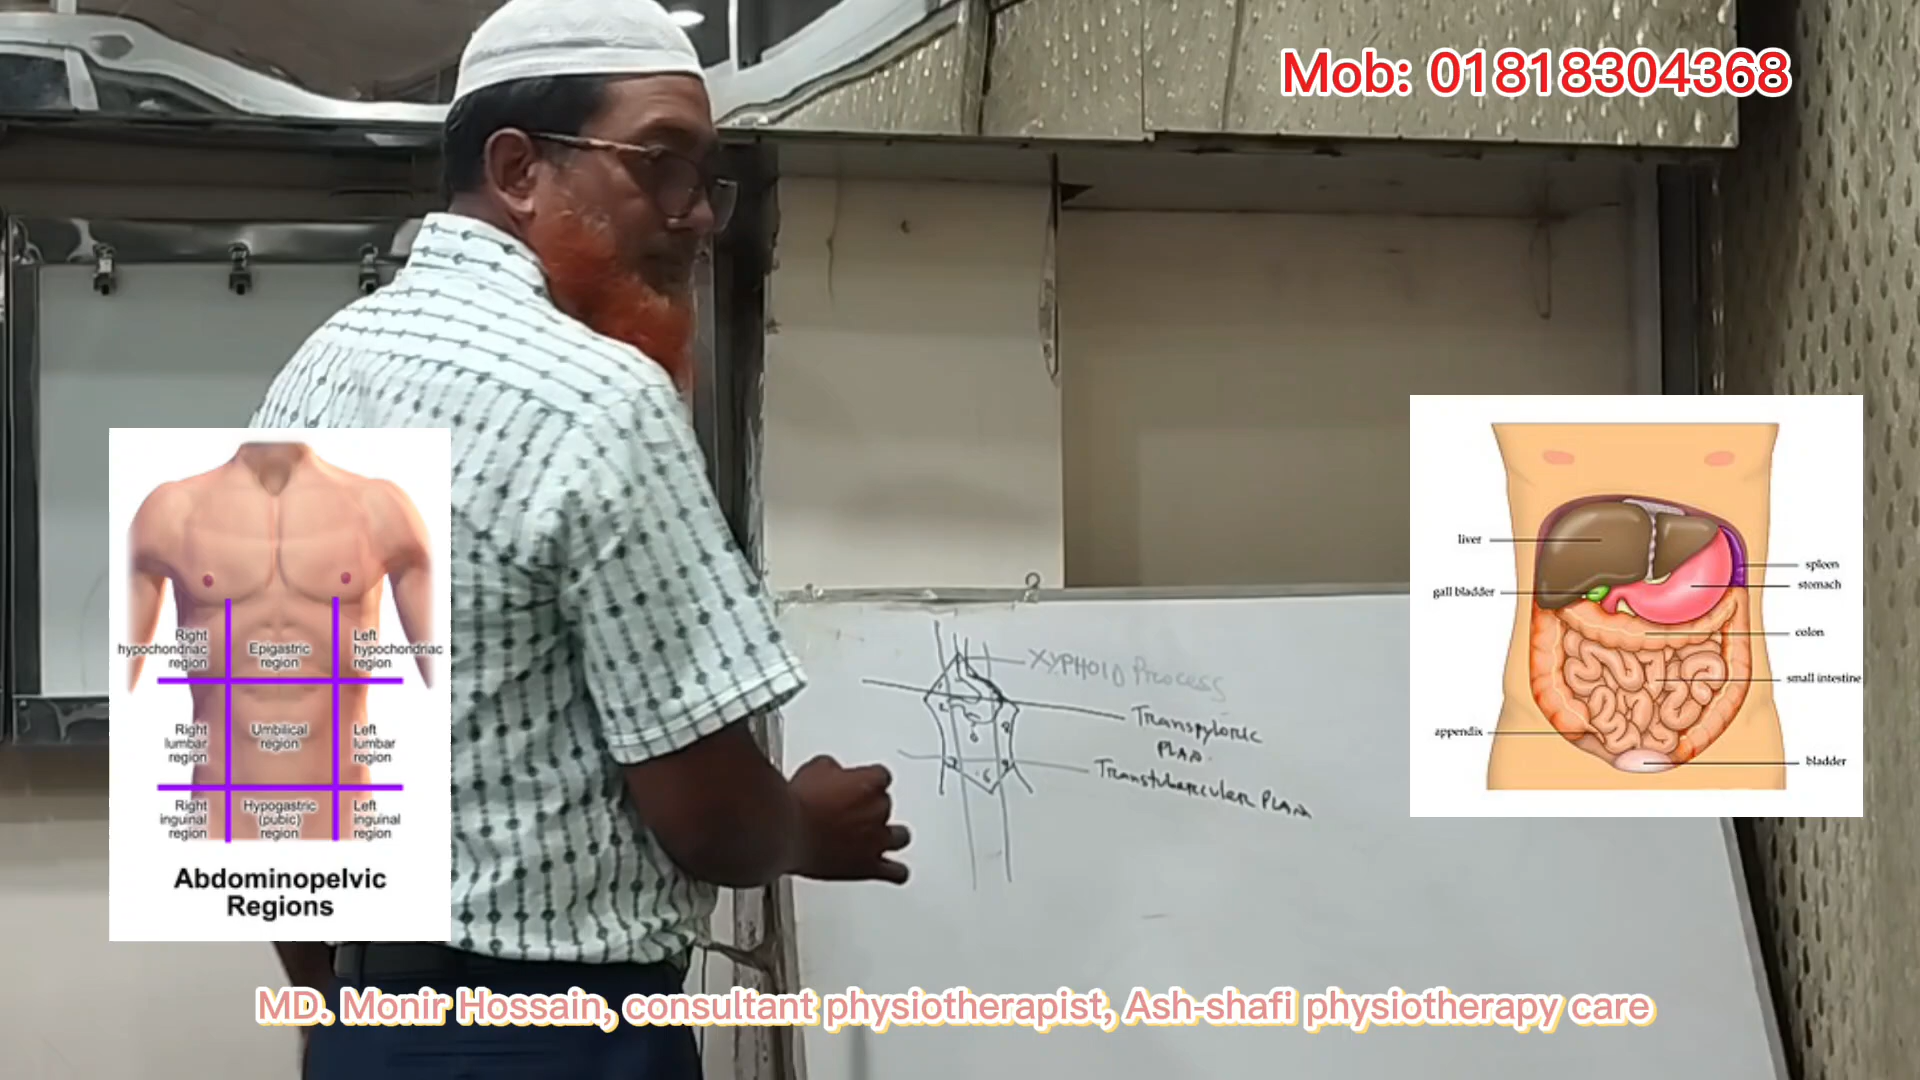 Mob: 01818304368
liver
gall bladder
appendix
spleen
stomach
colon
small intestine
bladder
Right
hypochondriac
region
Epigastric
region
Left
hypochondriac
region
Right
lumbar
region
Umbilical
region
Left
lumbar
region
Right
inguinal
region
Hypogastric
(pubic)
region
Left
inguinal
region
Abdominopelvic
Regions
XYPHOID Process
Transpyloric
PLAN
Transtubercular PLAN
MD. Monir Hossain, consultant physiotherapist, Ash-shafi physiotherapy care